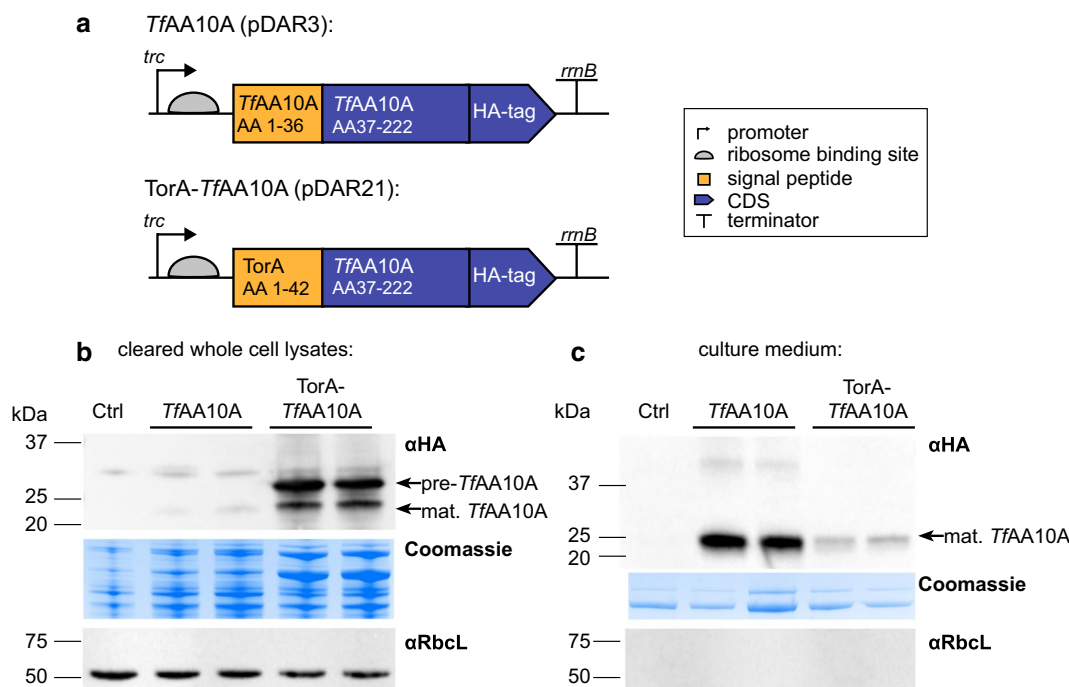 a
TfAA10A (pDAR3):
trc
rrnB
TfAA10A
AA 1-36
TfAA10A
AA37-222
HA-tag
TorA-TfAA10A (pDAR21):
trc
rrnB
TorA
AA 1-42
TfAA10A
AA37-222
HA-tag
promoter
ribosome binding site
signal peptide
CDS
terminator
b cleared whole cell lysates:
kDa
Ctrl
TfAA10A
TorA-
TfAA10A
37
25
20
αHA
pre-TfAA10A
mat. TfAA10A
Coomassie
75
50
αRbcL
c culture medium:
kDa
Ctrl
TfAA10A
TorA-
TfAA10A
37
25
20
αHA
mat. TfAA10A
Coomassie
75
50
αRbcL